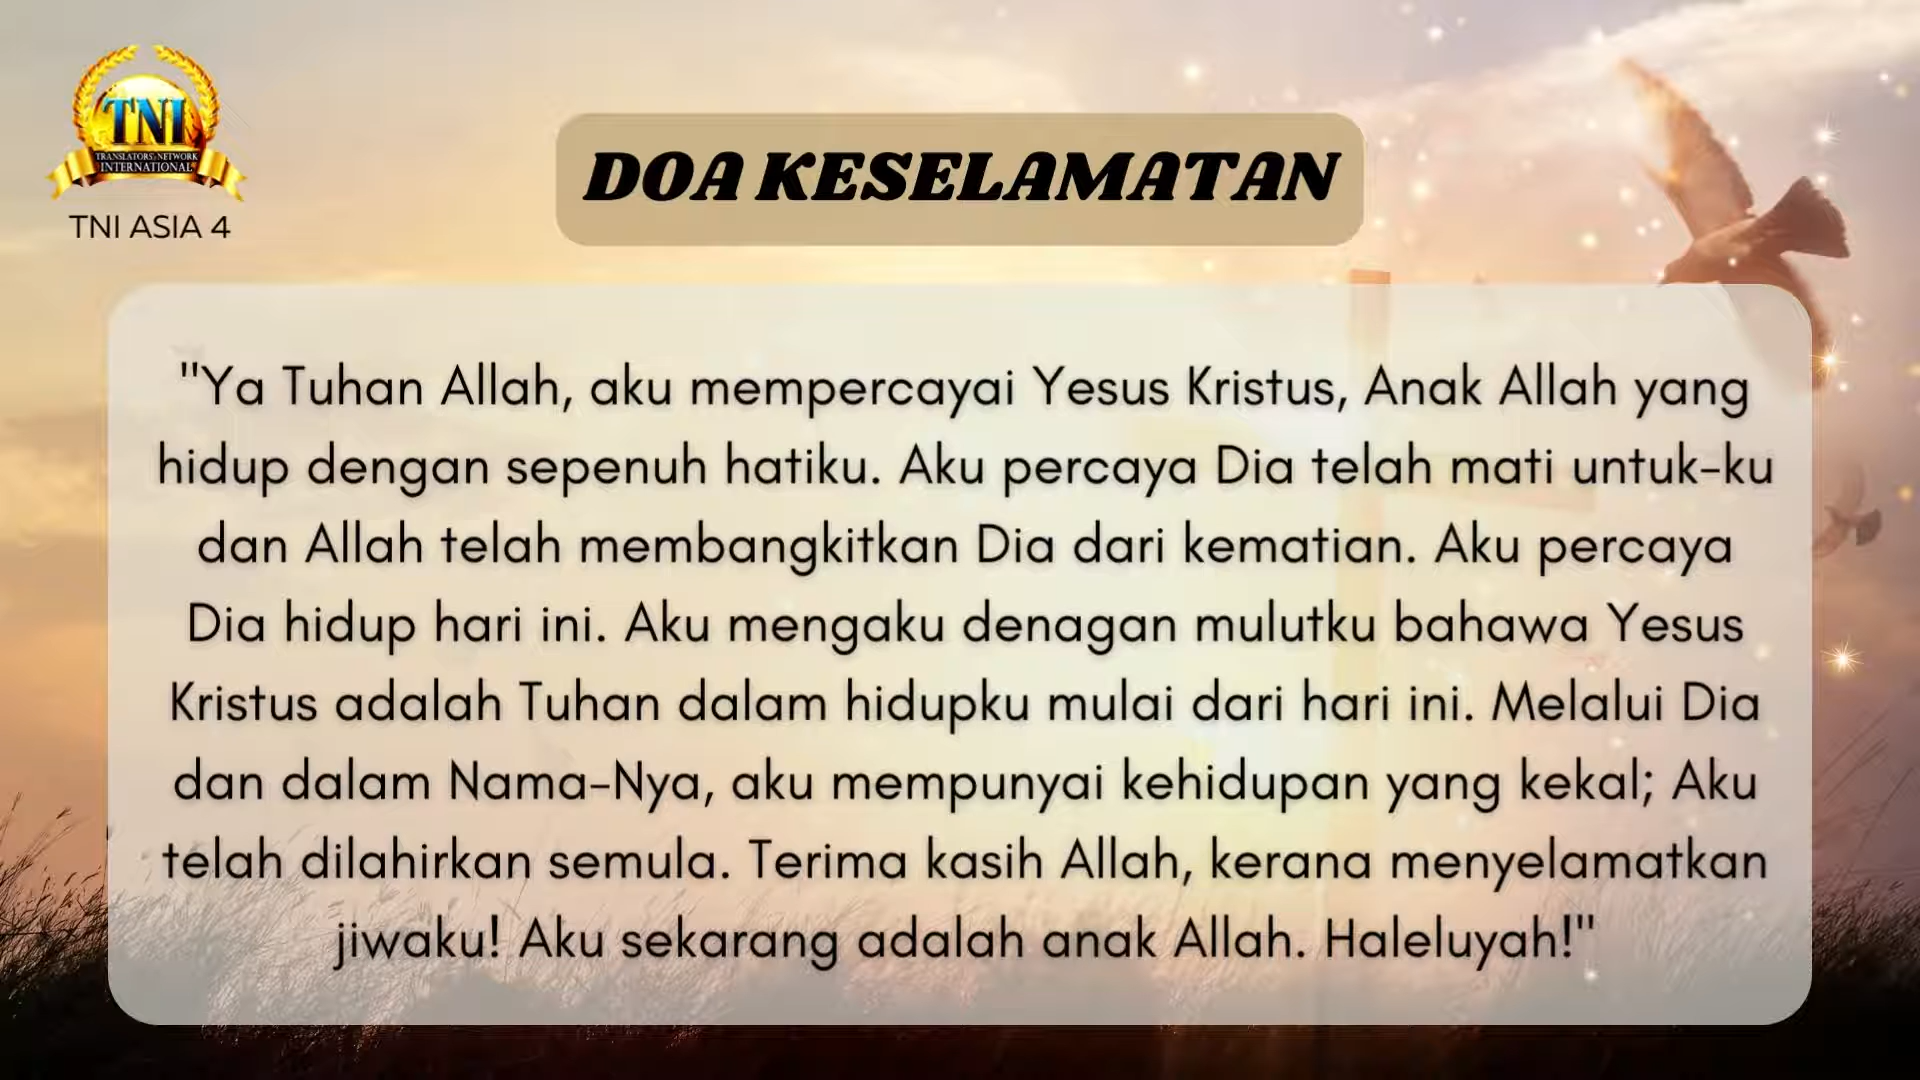 TNI
TRANSLATORS' NETWORK
INTERNATIONAL
TNI ASIA 4
DOA KESELAMATAN
"Ya Tuhan Allah, aku mempercayai Yesus Kristus, Anak Allah yang
hidup dengan sepenuh hatiku. Aku percaya Dia telah mati untuk-ku
dan Allah telah membangkitkan Dia dari kematian. Aku percaya
Dia hidup hari ini. Aku mengaku denagan mulutku bahawa Yesus
Kristus adalah Tuhan dalam hidupku mulai dari hari ini. Melalui Dia
dan dalam Nama-Nya, aku mempunyai kehidupan yang kekal; Aku
telah dilahirkan semula. Terima kasih Allah, kerana menyelamatkan
jiwaku! Aku sekarang adalah anak Allah. Haleluyah!"